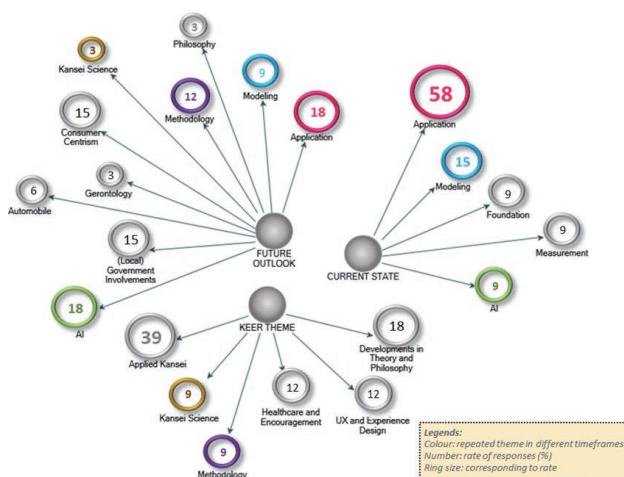 3
Philosophy
3
Kansei Science
9
Modeling
12
Methodology
18
Application
15
Consumer
Centrism
3
Gerontology
6
Automobile
15
(Local)
Government
Involvements
18
AI
FUTURE
OUTLOOK
58
Application
15
Modeling
9
Foundation
9
Measurement
9
AI
CURRENT STATE
KEER THEME
39
Applied Kansei
9
Kansei Science
9
Methodology
12
Healthcare and
Encouragement
12
UX and Experience
Design
18
Developments in
Theory and
Philosophy
Legends:
Colour: repeated theme in different timeframes
Number: rate of responses (%)
Ring size: corresponding to rate